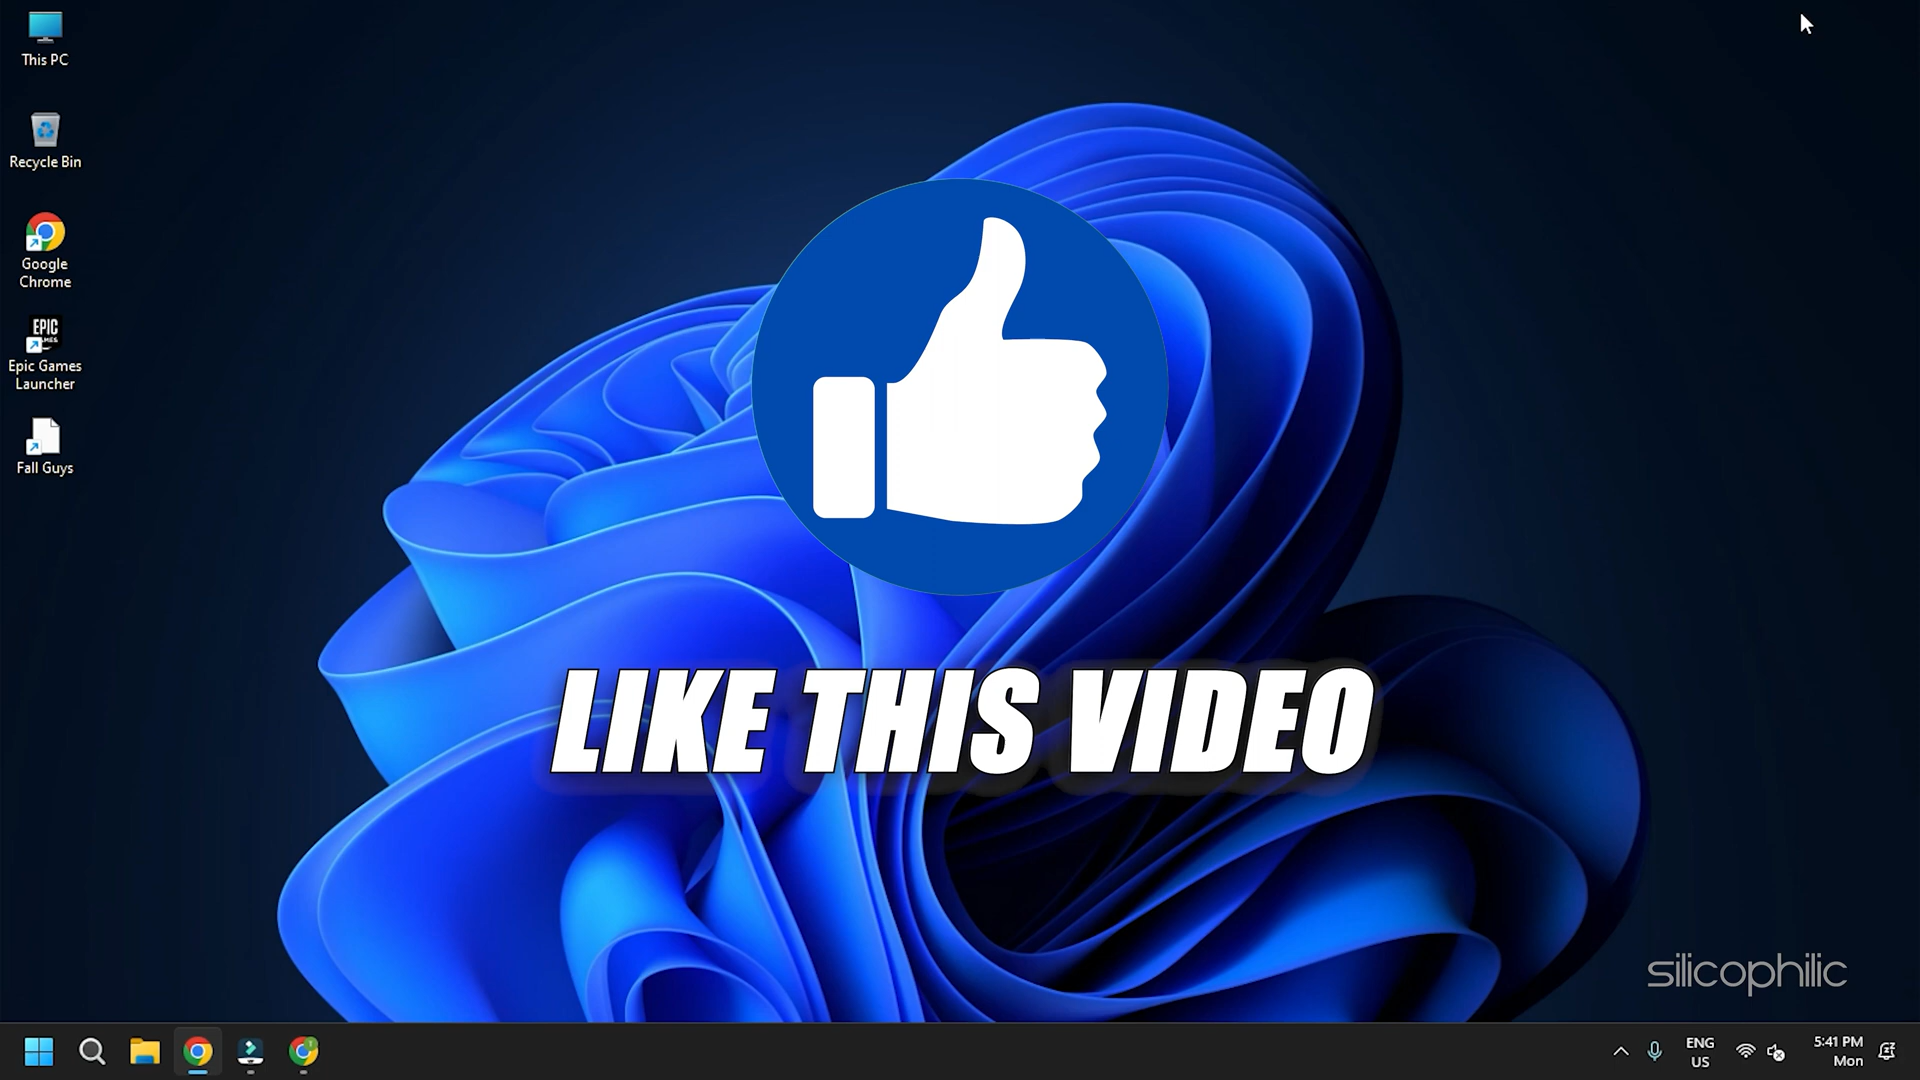 This PC
Recycle Bin
Google
Chrome
EPIC
Epic Games
Launcher
Fall Guys
LIKE THIS VIDEO
silicophilic
ENG
US
5:41 PM
Mon